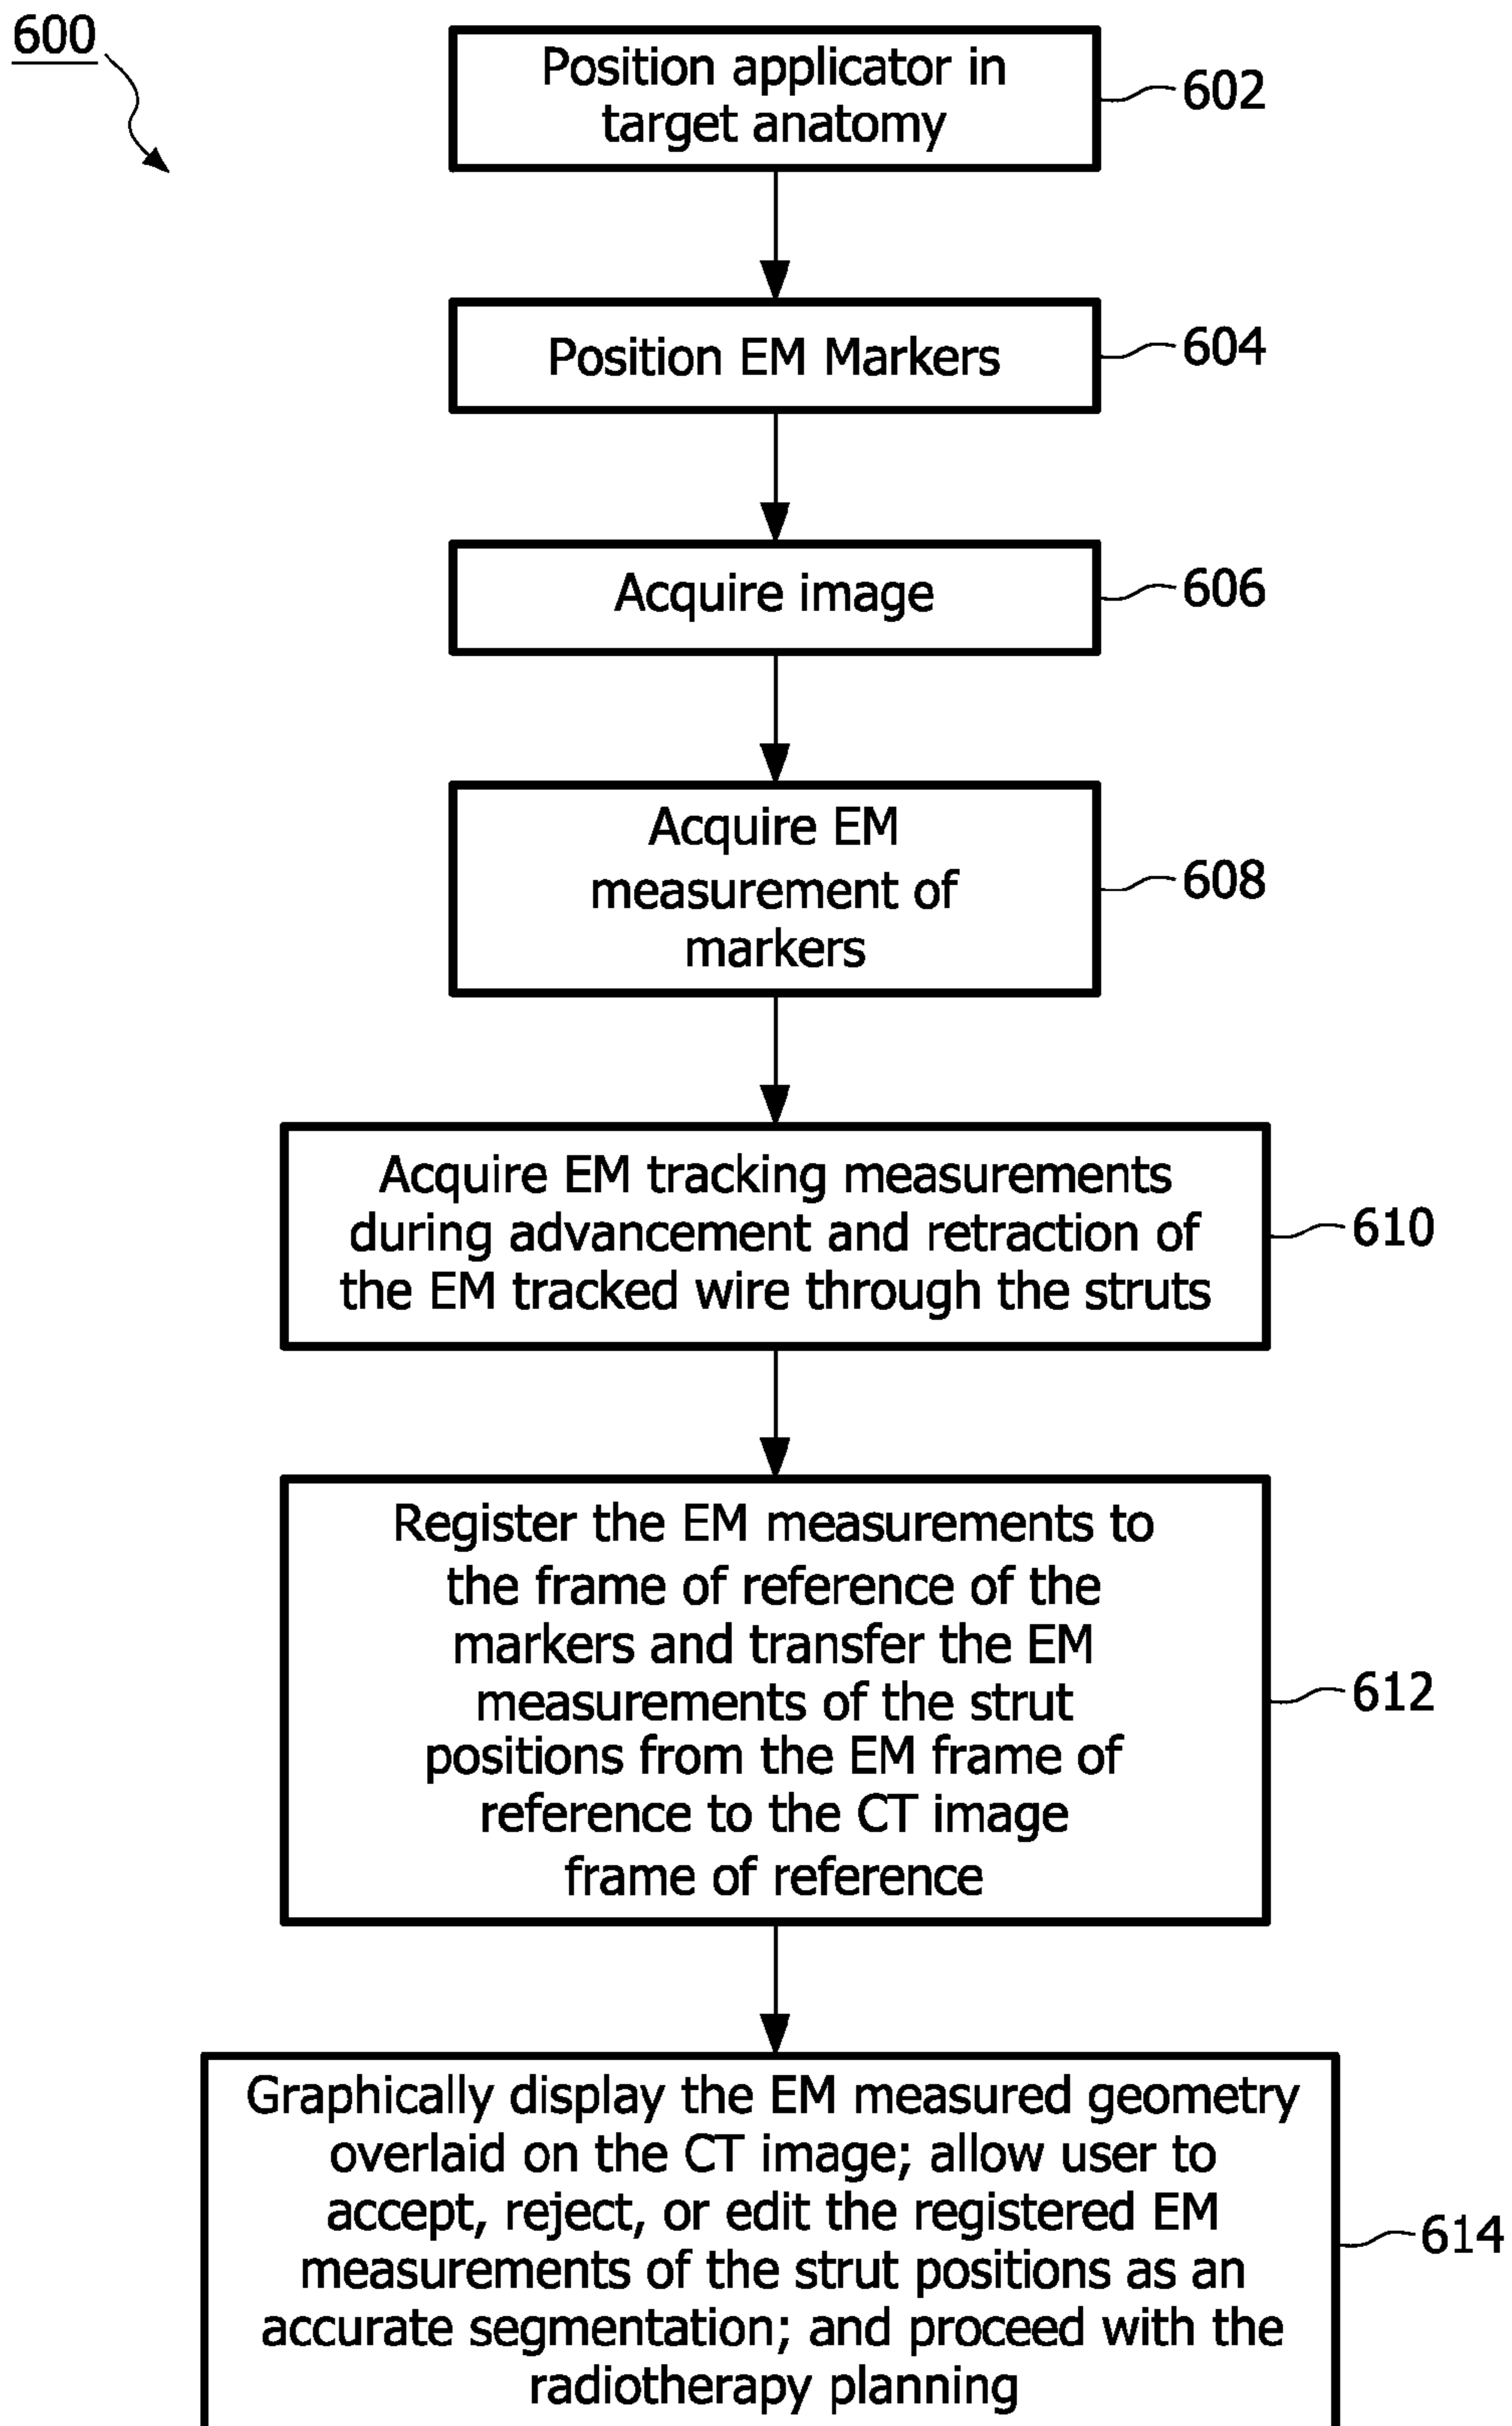 600
Position applicator in
target anatomy
602
Position EM Markers
604
Acquire image
606
Acquire EM
measurement of
markers
608
Acquire EM tracking measurements
during advancement and retraction of
the EM tracked wire through the struts
610
Register the EM measurements to
the frame of reference of the
markers and transfer the EM
measurements of the strut
positions from the EM frame of
reference to the CT image
frame of reference
612
Graphically display the EM measured geometry
overlaid on the CT image; allow user to
accept, reject, or edit the registered EM
measurements of the strut positions as an
accurate segmentation; and proceed with the
radiotherapy planning
614